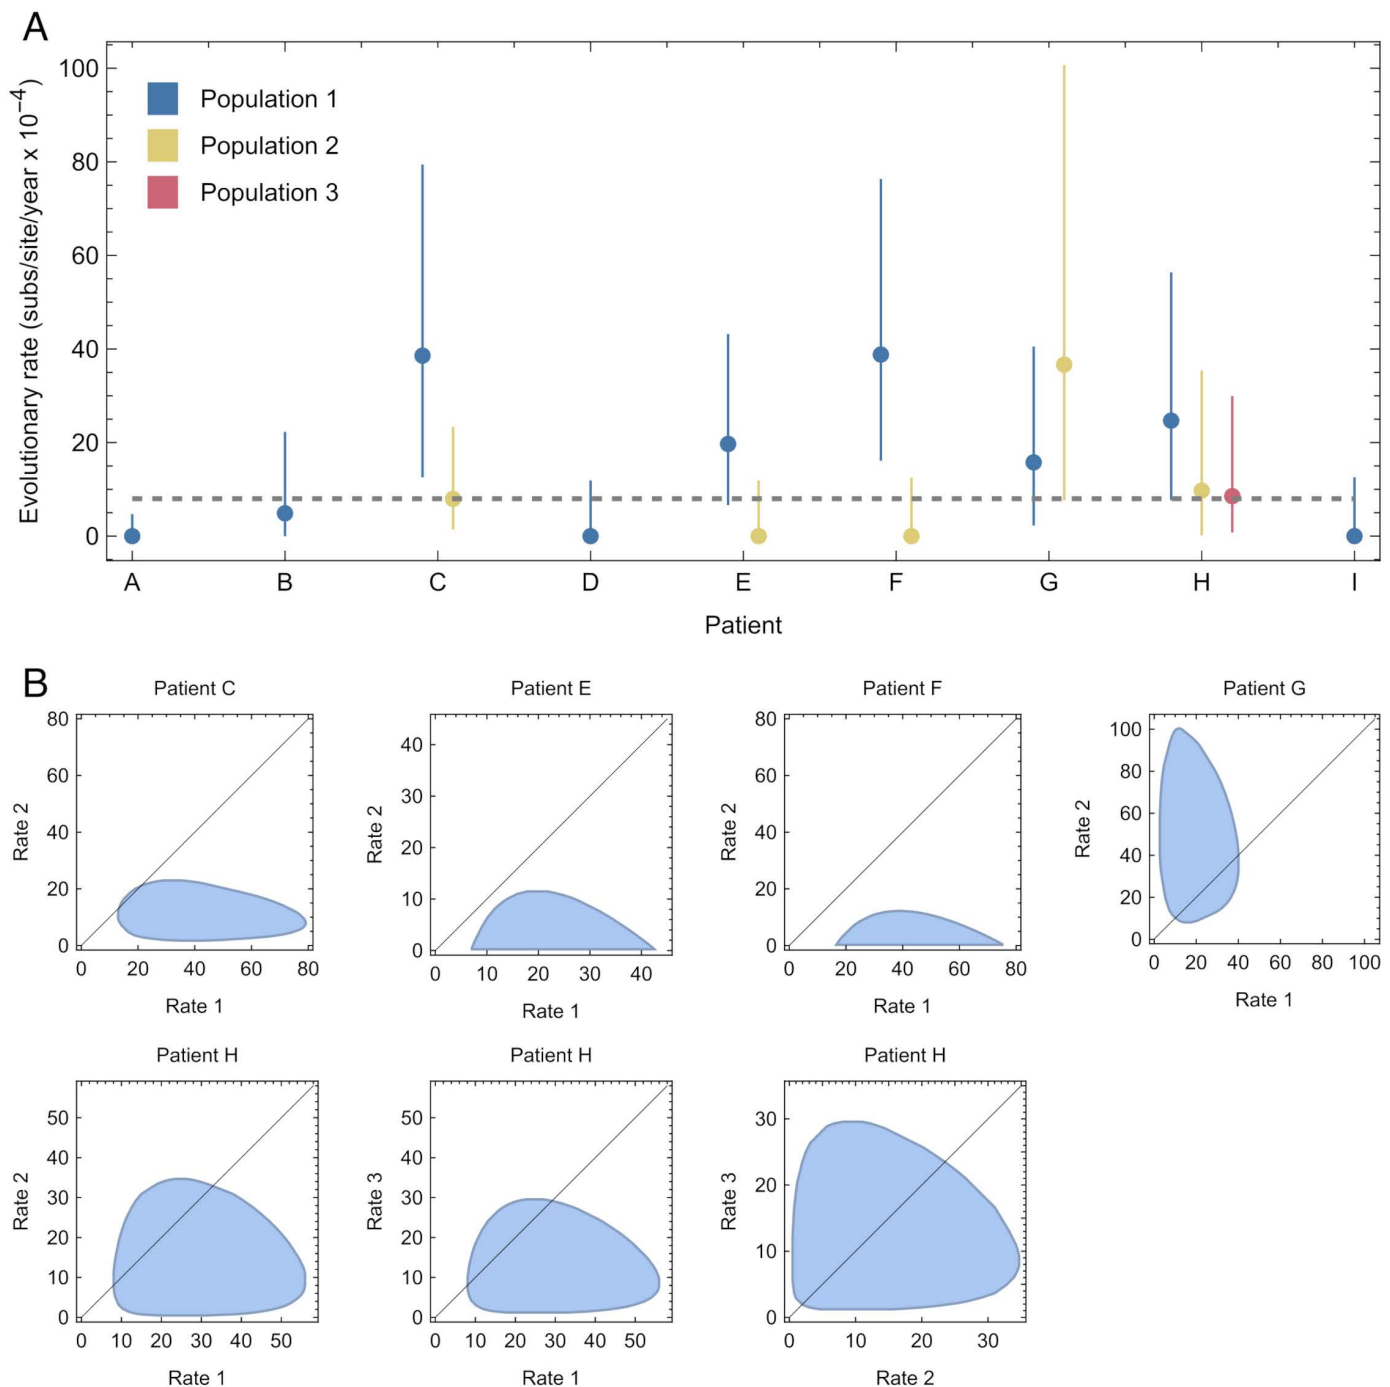 A
Evolutionary rate (subs/site/year x 10⁻⁴)
100
80
60
40
20
0
Population 1
Population 2
Population 3
A B C D E F G H I
Patient
B
Patient C
Rate 2
80
60
40
20
0
0 20 40 60 80
Rate 1
Patient E
Rate 2
40
30
20
10
0
0 10 20 30 40
Rate 1
Patient F
Rate 2
80
60
40
20
0
0 20 40 60 80
Rate 1
Patient G
Rate 2
100
80
60
40
20
0
0 20 40 60 80 100
Rate 1
Patient H
Rate 2
50
40
30
20
10
0
0 10 20 30 40 50
Rate 1
Patient H
Rate 3
50
40
30
20
10
0
0 10 20 30 40 50
Rate 1
Patient H
Rate 3
30
20
10
0
0 10 20 30
Rate 2